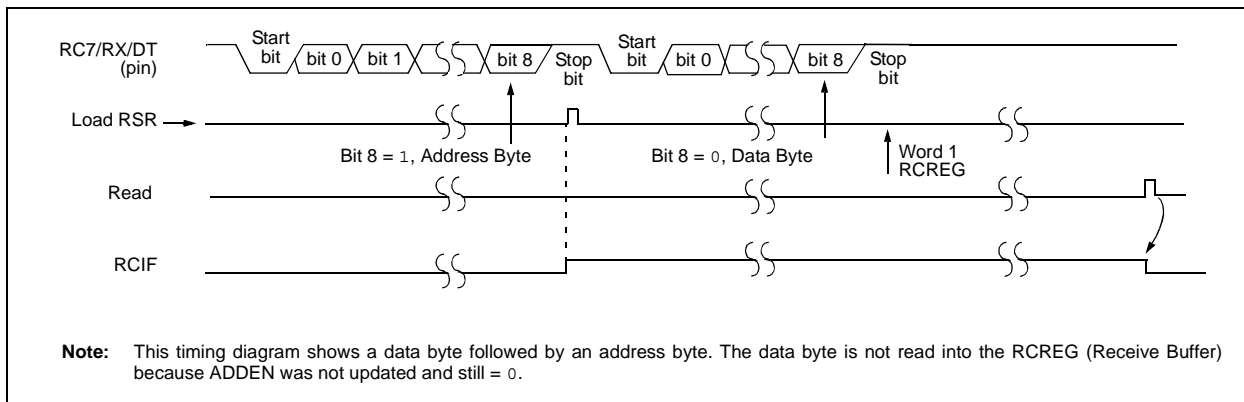 Start bit bit 0 bit 1 bit 8 Stop bit Start bit bit 0 bit 8 Stop bit
RC7/RX/DT (pin)
Load RSR
Bit 8 = 1, Address Byte Bit 8 = 0, Data Byte Word 1 RCREG
Read
RCIF
Note: This timing diagram shows a data byte followed by an address byte. The data byte is not read into the RCREG (Receive Buffer)
because ADDEN was not updated and still = 0.